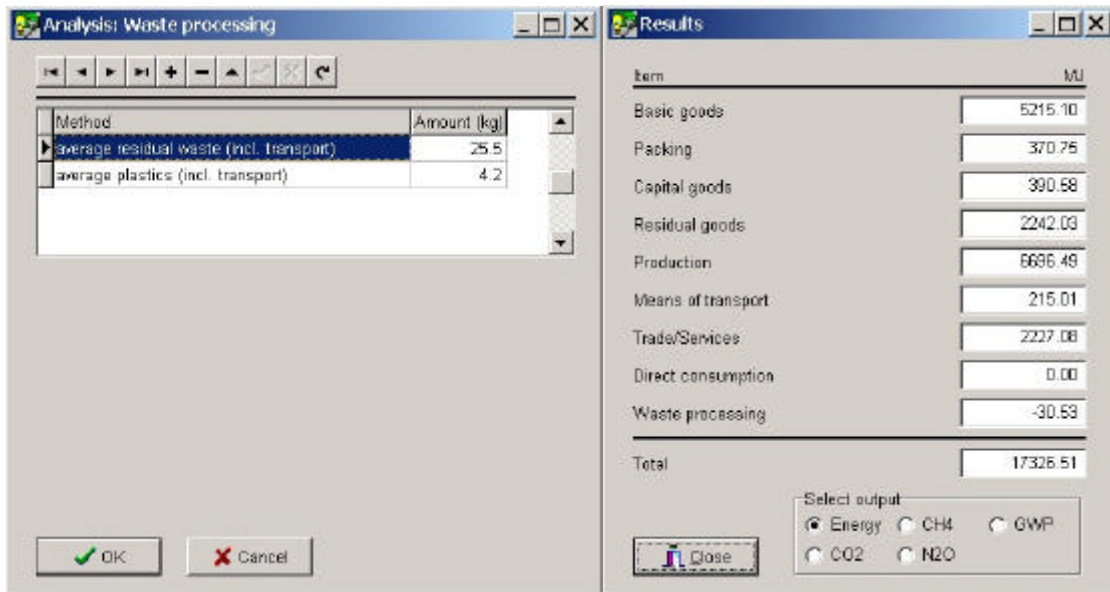 Analysis: Waste processing
Method Amount (kg)
average residual waste (incl. transport) 25.5
average plastics (incl. transport) 4.2
OK Cancel
Results
Item MJ
Basic goods 5215.10
Packing 370.75
Capital goods 390.58
Residual goods 2242.03
Production 6696.49
Means of transport 215.01
Trade/Services 2227.08
Direct consumption 0.00
Waste processing -30.53
Total 17326.51
Select output
Energy CH4 GWP
CO2 N2O
Close